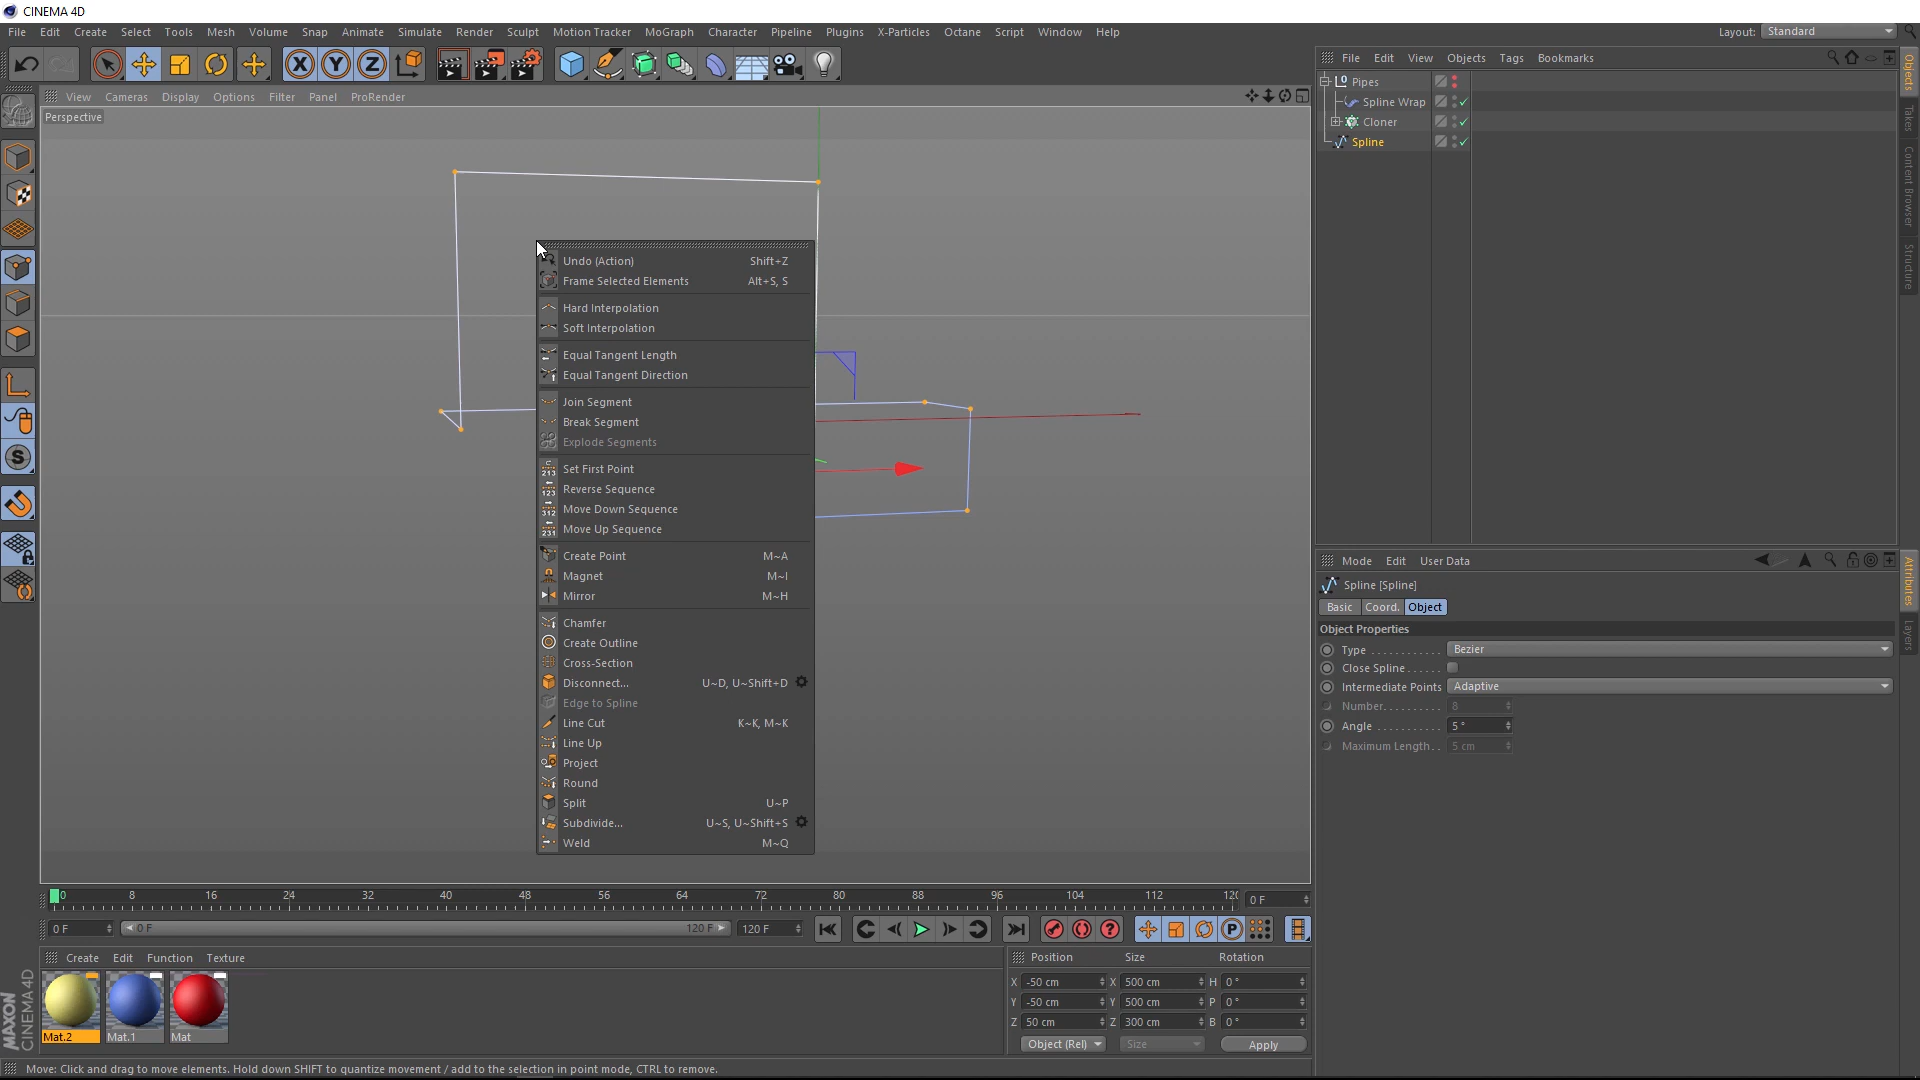 CINEMA 4D
File Edit Create Select Tools Mesh Volume Snap Animate Simulate Render Sculpt Motion Tracker MoGraph Character Pipeline Plugins X-Particles Octane Script Window Help Layout: Standard
X Y Z
File Edit View Objects Tags Bookmarks
Objects
Takes
Content Browser
Structure
Pipes
Spline Wrap
Cloner
Spline
View Cameras Display Options Filter Panel ProRender
Perspective
Undo (Action) Shift+Z
Frame Selected Elements Alt+S, S
Hard Interpolation
Soft Interpolation
Equal Tangent Length
Equal Tangent Direction
Join Segment
Break Segment
Explode Segments
Set First Point
Reverse Sequence
Move Down Sequence
Move Up Sequence
Create Point M~A
Magnet M~I
Mirror M~H
Chamfer
Create Outline
Cross-Section
Disconnect... U~D, U~Shift+D
Edge to Spline
Line Cut K~K, M~K
Line Up
Project
Round
Split U~P
Subdivide... U~S, U~Shift+S
Weld M~Q
Mode Edit User Data
Attributes
Layers
Spline [Spline]
Basic Coord. Object
Object Properties
Type . . . . . . . . . . . Bezier
Close Spline . . . . . .
Intermediate Points Adaptive
Number. . . . . . . . . . 8
Angle . . . . . . . . . . . 5 °
Maximum Length. . 5 cm
0 8 16 24 32 40 48 56 64 72 80 88 96 104 112 0 F
0 F 0 F 120 F 120 F
Create Edit Function Texture
Mat.2 Mat.1 Mat
Position Size Rotation
X -50 cm X 500 cm H 0 °
Y -50 cm Y 500 cm P 0 °
Z 50 cm Z 300 cm B 0 °
Object (Rel) Size Apply
MAXON
CINEMA 4D
Move: Click and drag to move elements. Hold down SHIFT to quantize movement / add to the selection in point mode, CTRL to remove.